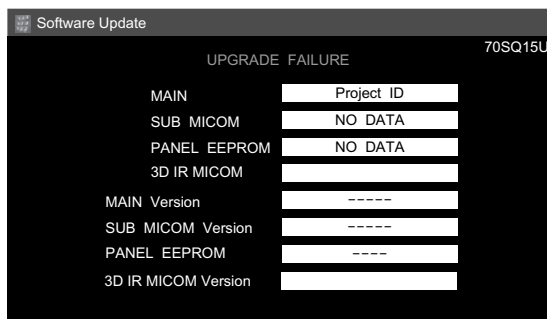 Software Update
70SQ15U
UPGRADE FAILURE
MAIN Project ID
SUB MICOM NO DATA
PANEL EEPROM NO DATA
3D IR MICOM
MAIN Version -----
SUB MICOM Version -----
PANEL EEPROM ----
3D IR MICOM Version